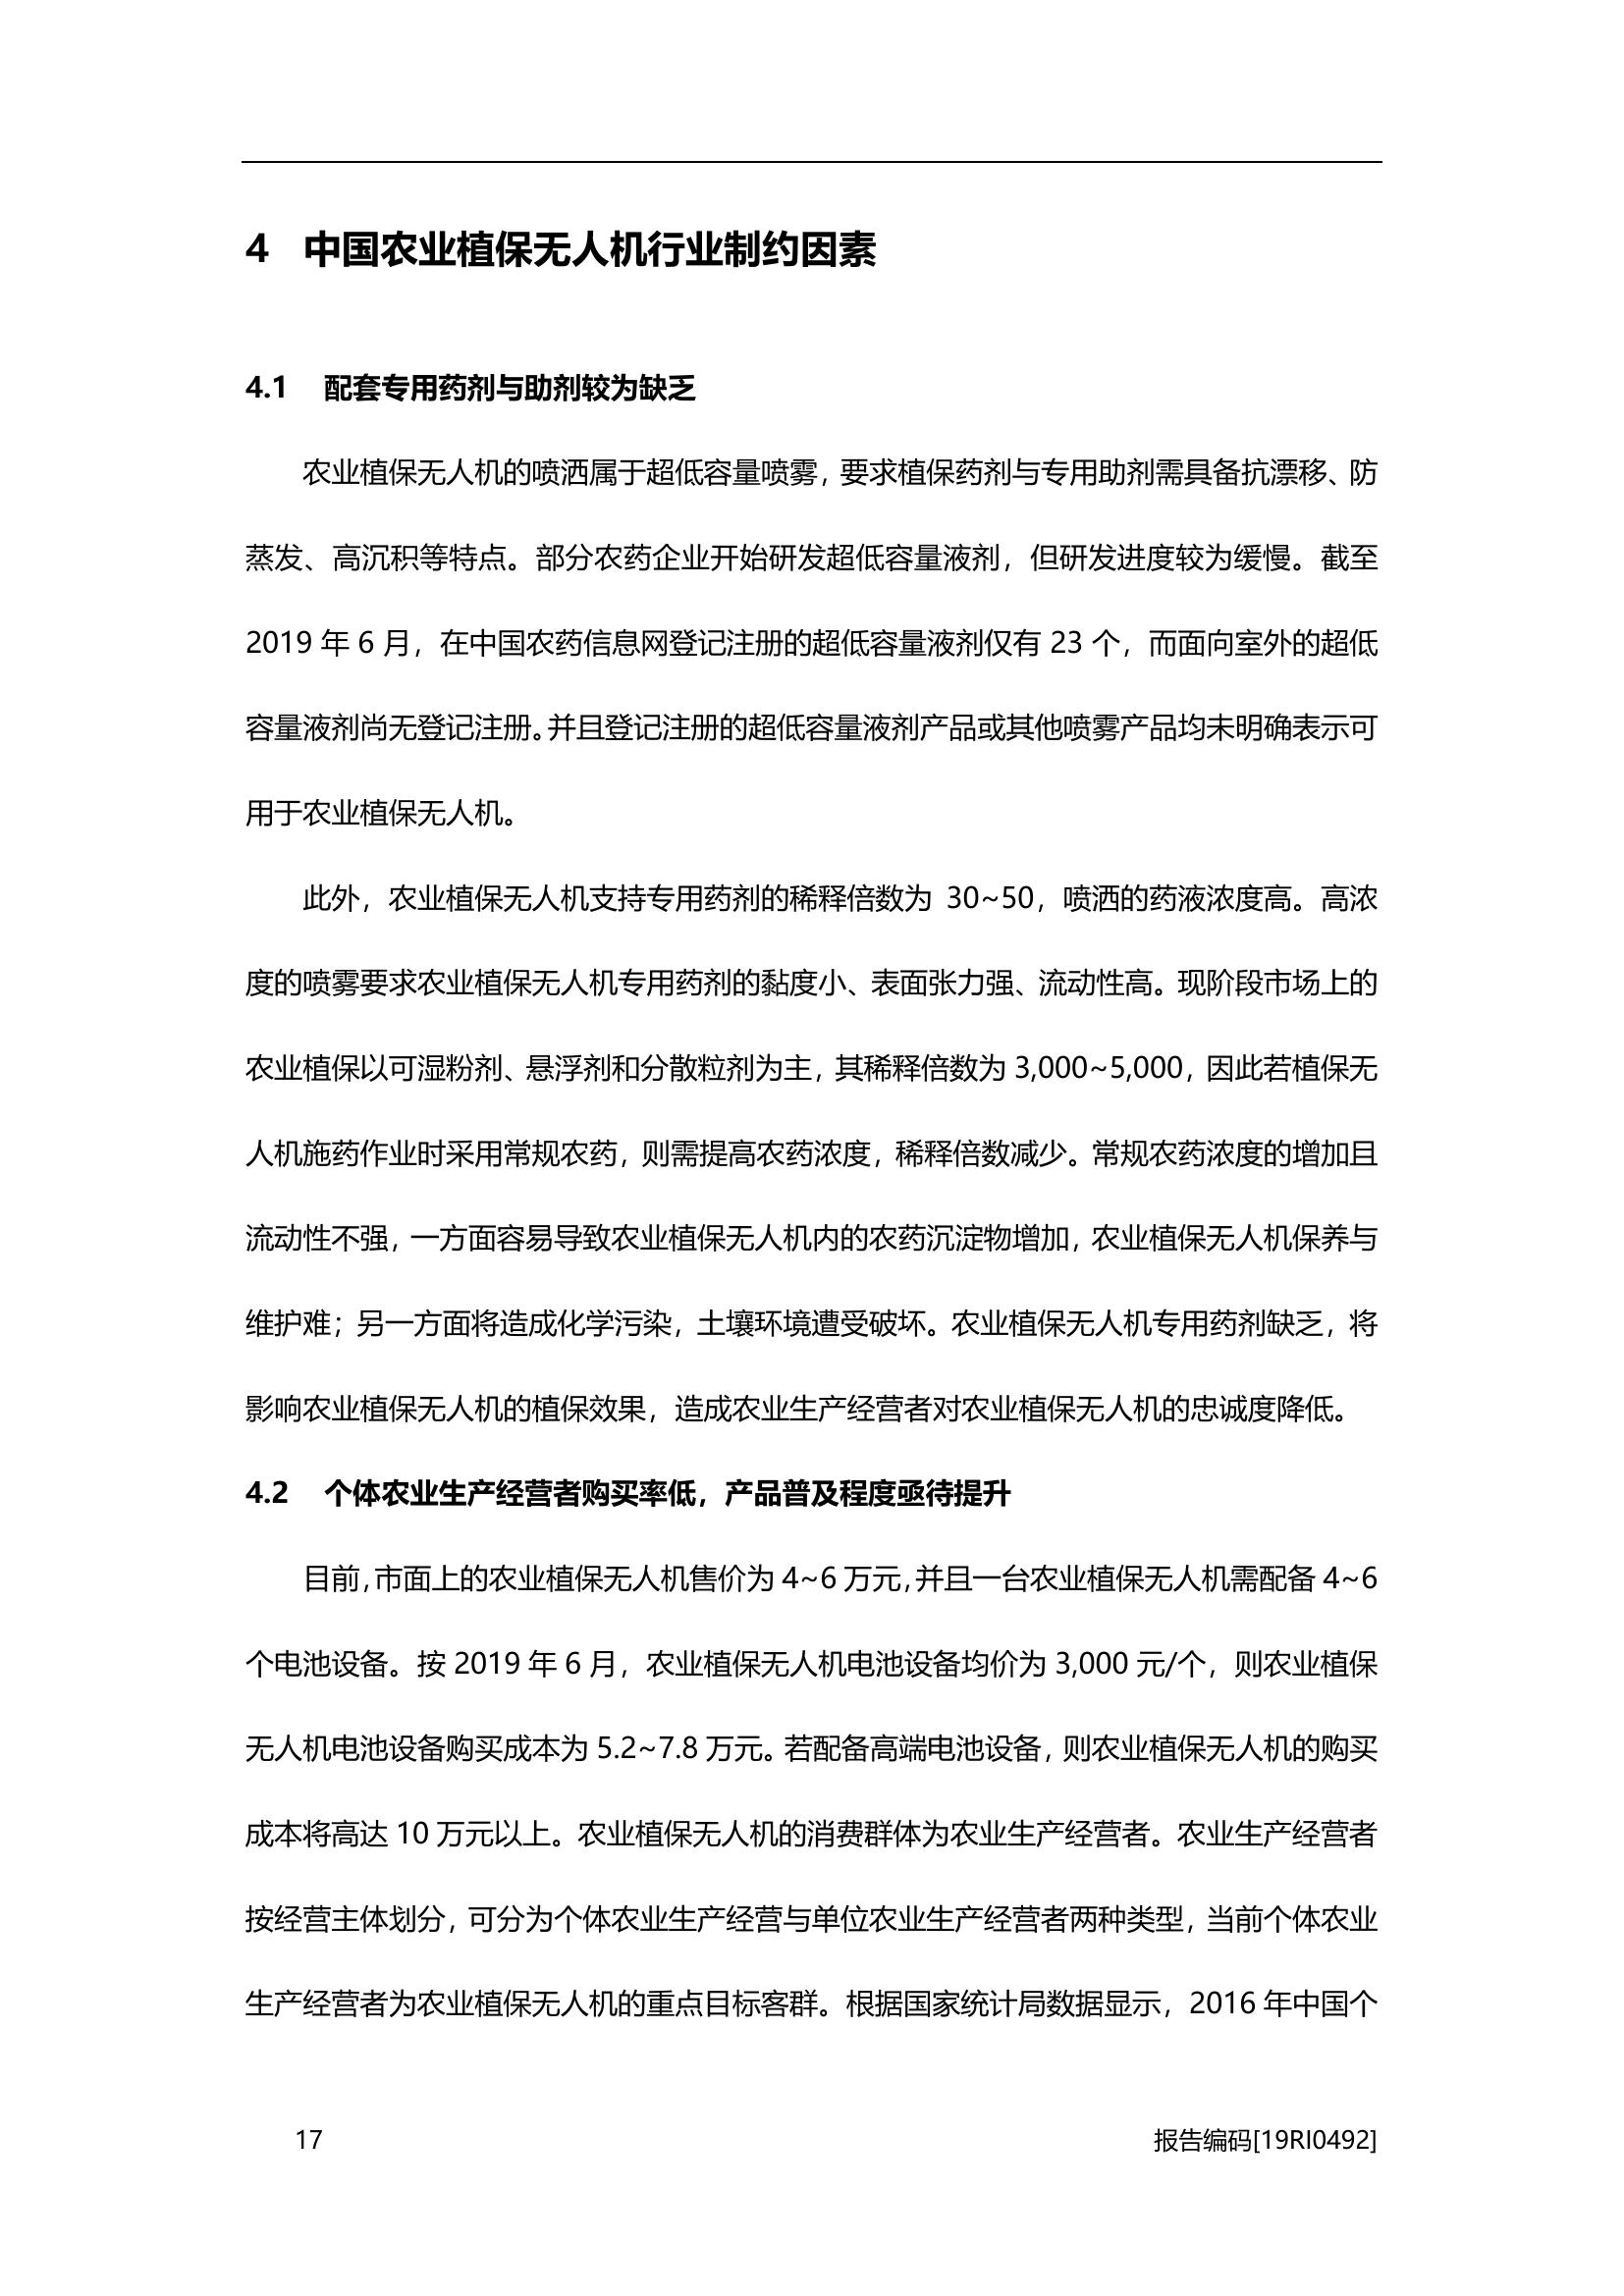 4 中国农业植保无人机行业制约因素
4.1 配套专用药剂与助剂较为缺乏
农业植保无人机的喷洒属于超低容量喷雾，要求植保药剂与专用助剂需具备抗漂移、防
蒸发、高沉积等特点。部分农药企业开始研发超低容量液剂，但研发进度较为缓慢。截至
2019 年 6 月，在中国农药信息网登记注册的超低容量液剂仅有 23 个，而面向室外的超低
容量液剂尚无登记注册。并且登记注册的超低容量液剂产品或其他喷雾产品均未明确表示可
用于农业植保无人机。
此外，农业植保无人机支持专用药剂的稀释倍数为 30~50，喷洒的药液浓度高。高浓
度的喷雾要求农业植保无人机专用药剂的黏度小、表面张力强、流动性高。现阶段市场上的
农业植保以可湿粉剂、悬浮剂和分散粒剂为主，其稀释倍数为 3,000~5,000，因此若植保无
人机施药作业时采用常规农药，则需提高农药浓度，稀释倍数减少。常规农药浓度的增加且
流动性不强，一方面容易导致农业植保无人机内的农药沉淀物增加，农业植保无人机保养与
维护难；另一方面将造成化学污染，土壤环境遭受破坏。农业植保无人机专用药剂缺乏，将
影响农业植保无人机的植保效果，造成农业生产经营者对农业植保无人机的忠诚度降低。
4.2 个体农业生产经营者购买率低，产品普及程度亟待提升
目前，市面上的农业植保无人机售价为 4~6 万元，并且一台农业植保无人机需配备 4~6
个电池设备。按 2019 年 6 月，农业植保无人机电池设备均价为 3,000 元/个，则农业植保
无人机电池设备购买成本为 5.2~7.8 万元。若配备高端电池设备，则农业植保无人机的购买
成本将高达 10 万元以上。农业植保无人机的消费群体为农业生产经营者。农业生产经营者
按经营主体划分，可分为个体农业生产经营与单位农业生产经营者两种类型，当前个体农业
生产经营者为农业植保无人机的重点目标客群。根据国家统计局数据显示，2016 年中国个
17 报告编码[19RI0492]